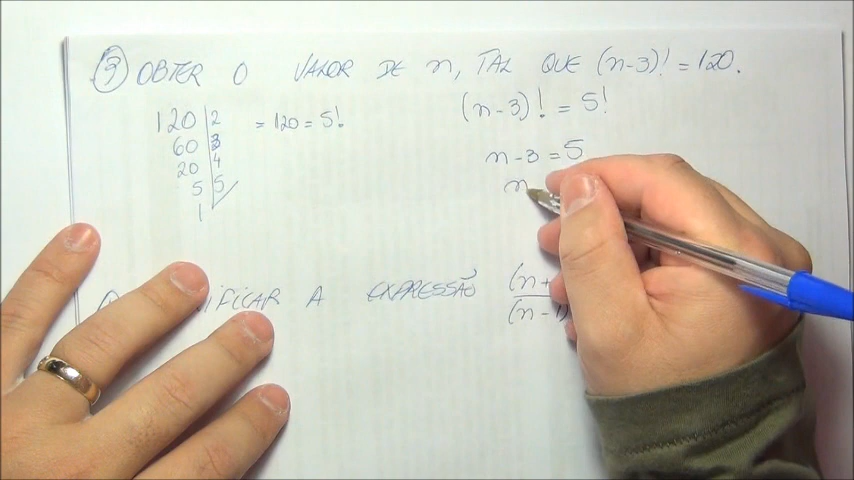 3 OBTER O VALOR DE n, TAL QUE (n-3)! = 120.
120 | 2 = 120 = 5!
60 | 3
20 | 4
5 | 5
1
(n-3)! = 5!
n-3 = 5
n
A EXPRESSÃO (n+
(n-1)